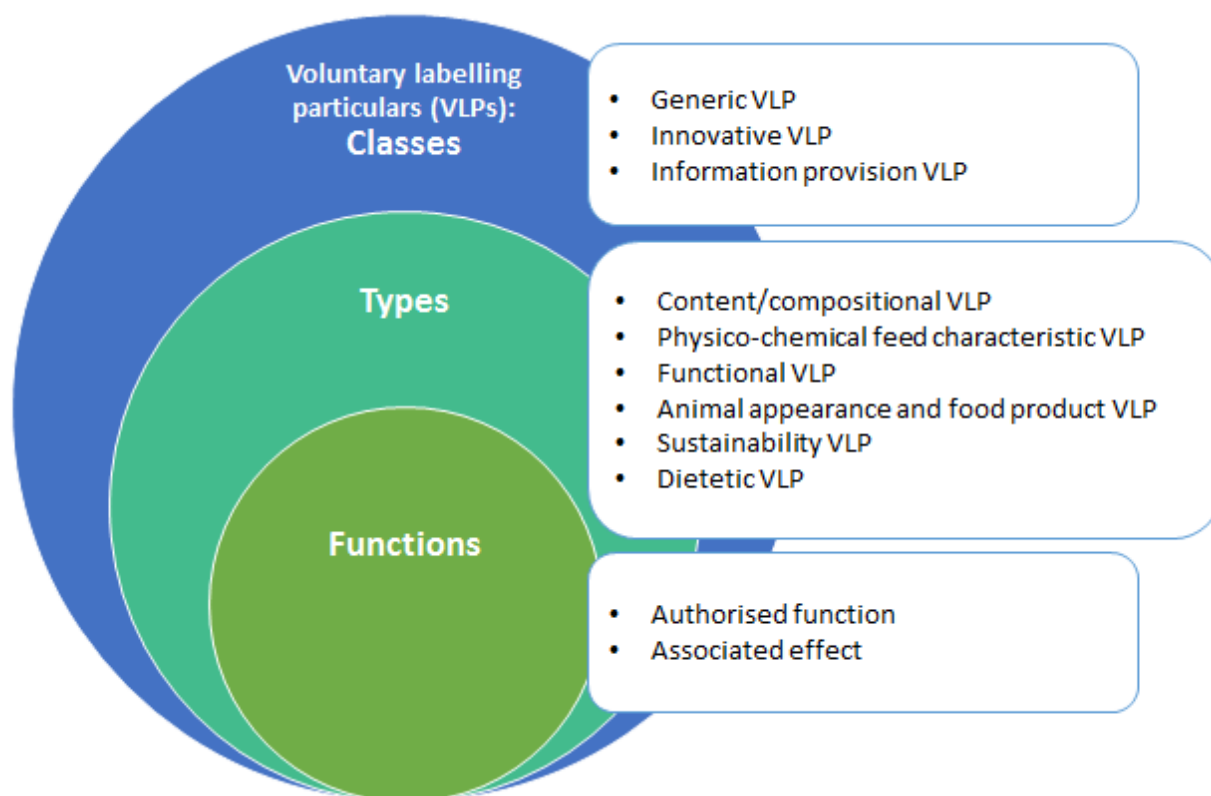 Voluntary labelling
particulars (VLPs):
Classes
• Generic VLP
• Innovative VLP
• Information provision VLP
Types
• Content/compositional VLP
• Physico-chemical feed characteristic VLP
• Functional VLP
• Animal appearance and food product VLP
• Sustainability VLP
• Dietetic VLP
Functions
• Authorised function
• Associated effect